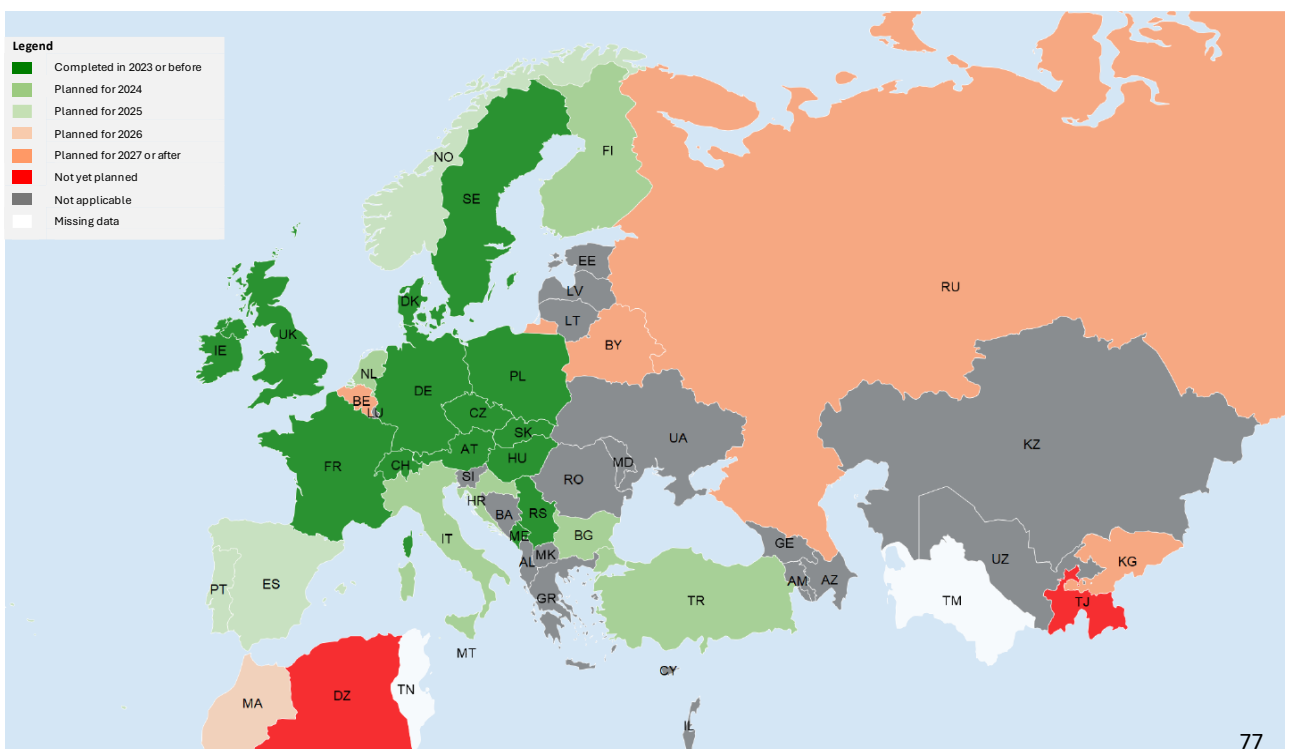 Legend
Completed in 2023 or before
Planned for 2024
Planned for 2025
Planned for 2026
Planned for 2027 or after
Not yet planned
Not applicable
Missing data
NO
FI
SE
EE
RU
LV
DK
LT
UK
BY
IE
NL
PL
DE
BE
LU
CZ
SK
UA
KZ
AT
HU
MD
FR
CH
SI
RO
HR
RS
BA
ME
BG
IT
GE
MK
AL
UZ
KG
AM
AZ
PT
ES
GR
TR
TM
TJ
MT
CY
TN
DZ
MA
IL
77